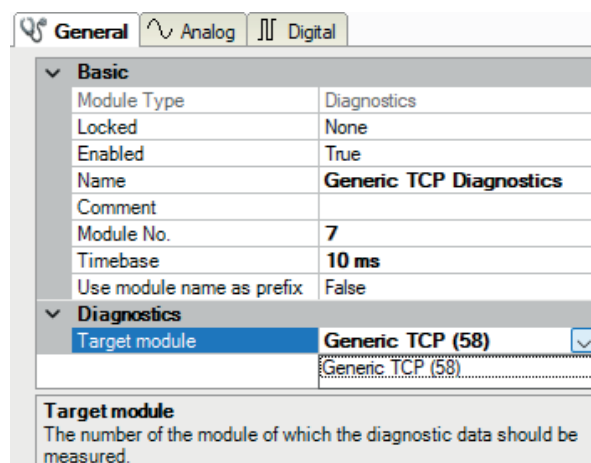 General Analog Digital
Basic
Module Type Diagnostics
Locked None
Enabled True
Name Generic TCP Diagnostics
Comment
Module No. 7
Timebase 10 ms
Use module name as prefix False
Diagnostics
Target module Generic TCP (58)
Generic TCP (58)
Target module
The number of the module of which the diagnostic data should be
measured.